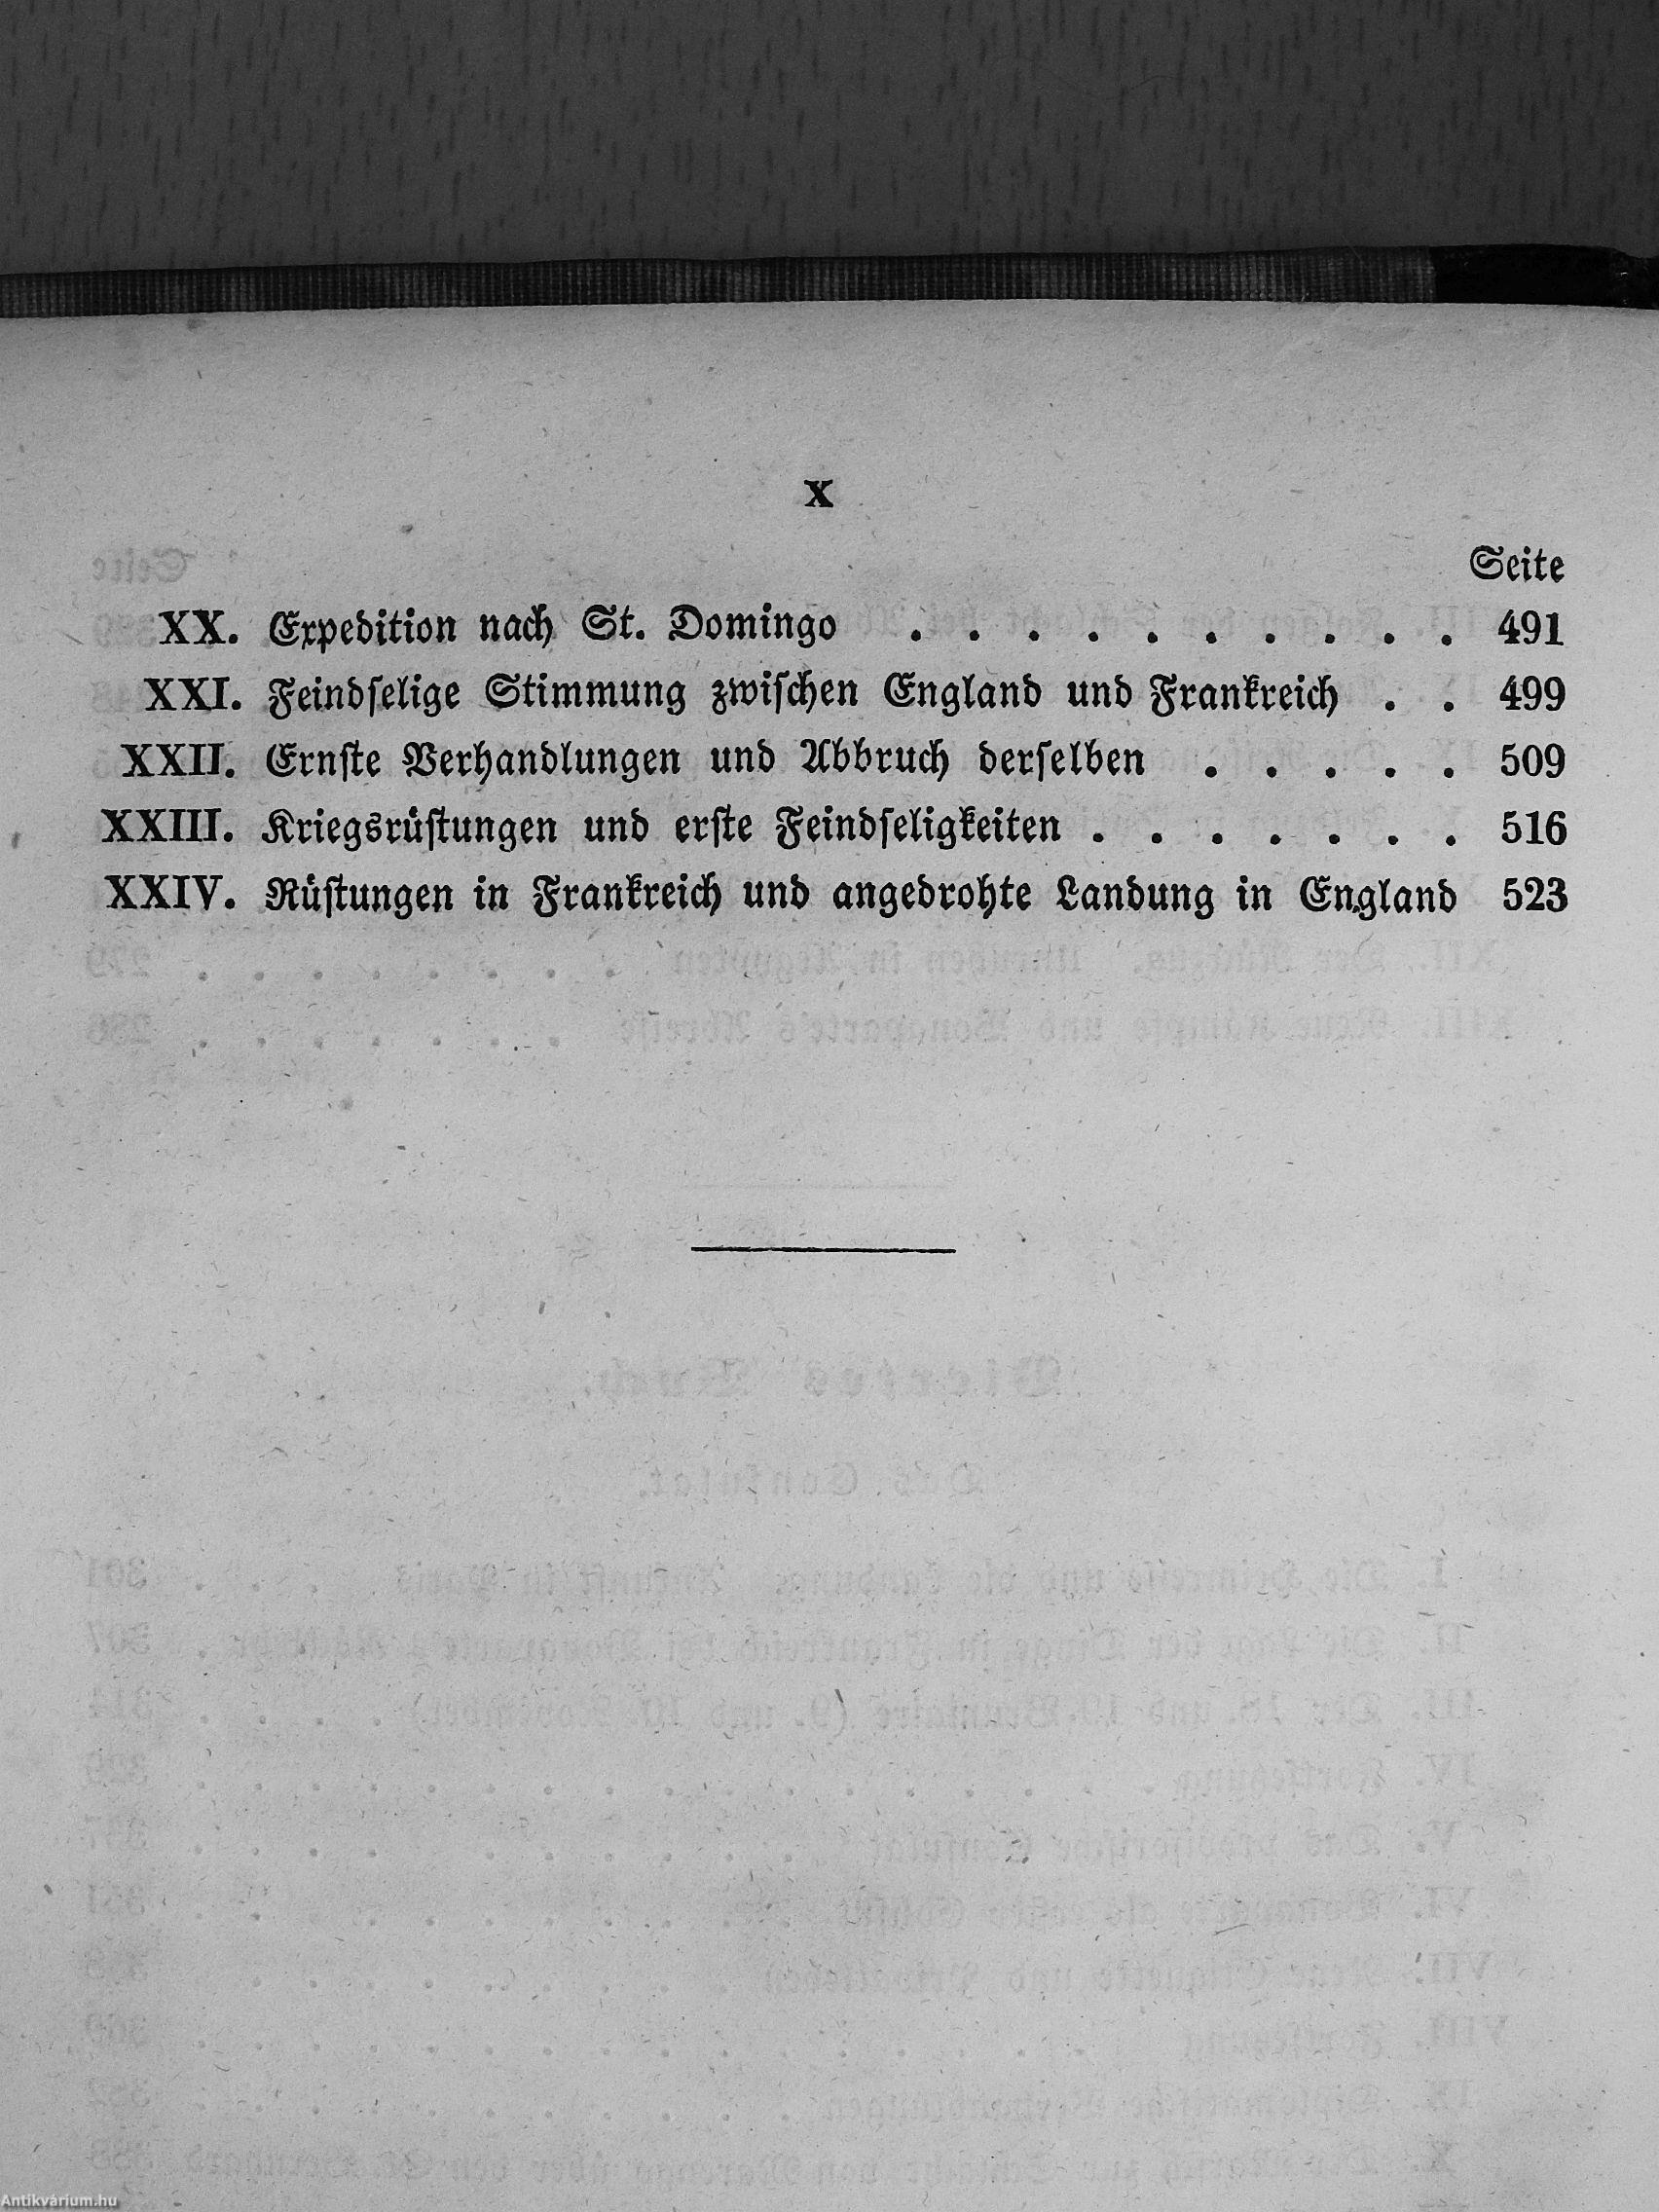 X
Seite
XX. Expedition nach St. Domingo . . . . . . . . . . 491
XXI. Feindſelige Stimmung zwiſchen England und Frankreich . . 499
XXII. Ernſte Verhandlungen und Abbruch derſelben . . . . . 509
XXIII. Kriegsrüſtungen und erſte Feindſeligkeiten . . . . . . . 516
XXIV. Rüſtungen in Frankreich und angedrohte Landung in England 523
Antikvárium.hu